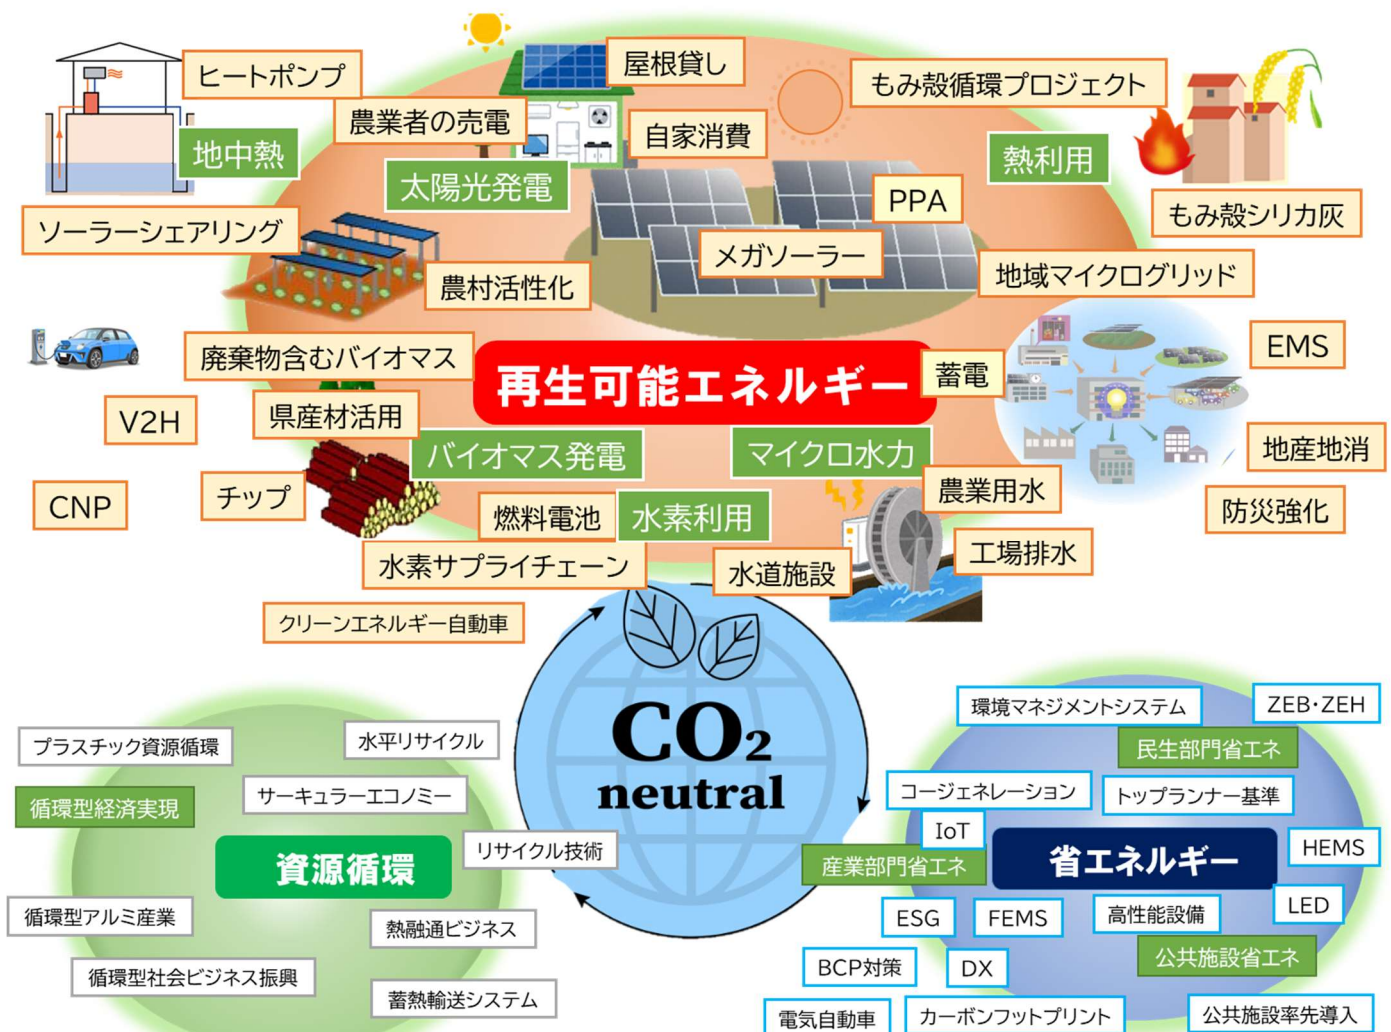 ヒートポンプ
屋根貸し
もみ殻循環プロジェクト
農業者の売電
自家消費
地中熱
太陽光発電
熱利用
PPA
もみ殻シリカ灰
ソーラーシェアリング
メガソーラー
農村活性化
地域マイクログリッド
廃棄物含むバイオマス
再生可能エネルギー
蓄電
EMS
V2H
県産材活用
バイオマス発電
マイクロ水力
地産地消
CNP
チップ
燃料電池
水素利用
農業用水
防災強化
水素サプライチェーン
水道施設
工場排水
クリーンエネルギー自動車
CO2
neutral
プラスチック資源循環
水平リサイクル
循環型経済実現
サーキュラーエコノミー
資源循環
リサイクル技術
循環型アルミ産業
熱融通ビジネス
循環型社会ビジネス振興
蓄熱輸送システム
環境マネジメントシステム
ZEB・ZEH
民生部門省エネ
コージェネレーション
トップランナー基準
IoT
産業部門省エネ
省エネルギー
HEMS
ESG
FEMS
高性能設備
LED
BCP対策
DX
公共施設省エネ
電気自動車
カーボンフットプリント
公共施設率先導入